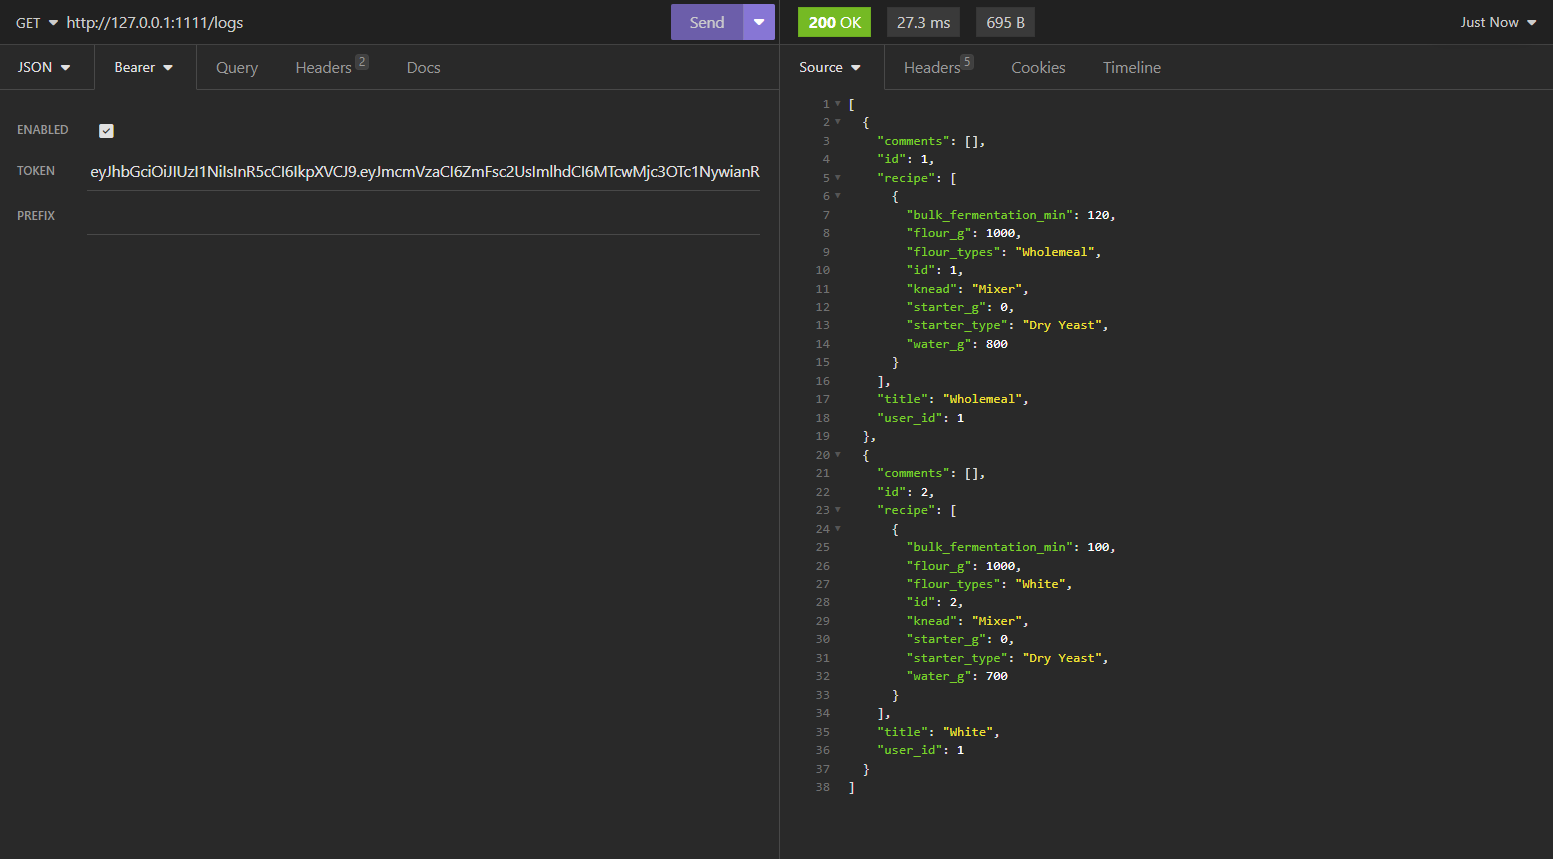 GET http://127.0.0.1:1111/logs Send
JSON Bearer Query Headers 2 Docs
ENABLED
TOKEN eyJhbGciOiJIUzI1NiIsInR5cCI6IkpXVCJ9.eyJmcmVzaCI6ZmFsc2UsImlhdCI6MTcwMjc3OTc1NywianR
PREFIX
200 OK 27.3 ms 695 B Just Now
Source Headers 5 Cookies Timeline
1 [
2 {
3 "comments": [],
4 "id": 1,
5 "recipe": [
6 {
7 "bulk_fermentation_min": 120,
8 "flour_g": 1000,
9 "flour_types": "Wholemeal",
10 "id": 1,
11 "knead": "Mixer",
12 "starter_g": 0,
13 "starter_type": "Dry Yeast",
14 "water_g": 800
15 }
16 ],
17 "title": "Wholemeal",
18 "user_id": 1
19 },
20 {
21 "comments": [],
22 "id": 2,
23 "recipe": [
24 {
25 "bulk_fermentation_min": 100,
26 "flour_g": 1000,
27 "flour_types": "White",
28 "id": 2,
29 "knead": "Mixer",
30 "starter_g": 0,
31 "starter_type": "Dry Yeast",
32 "water_g": 700
33 }
34 ],
35 "title": "White",
36 "user_id": 1
37 }
38 ]